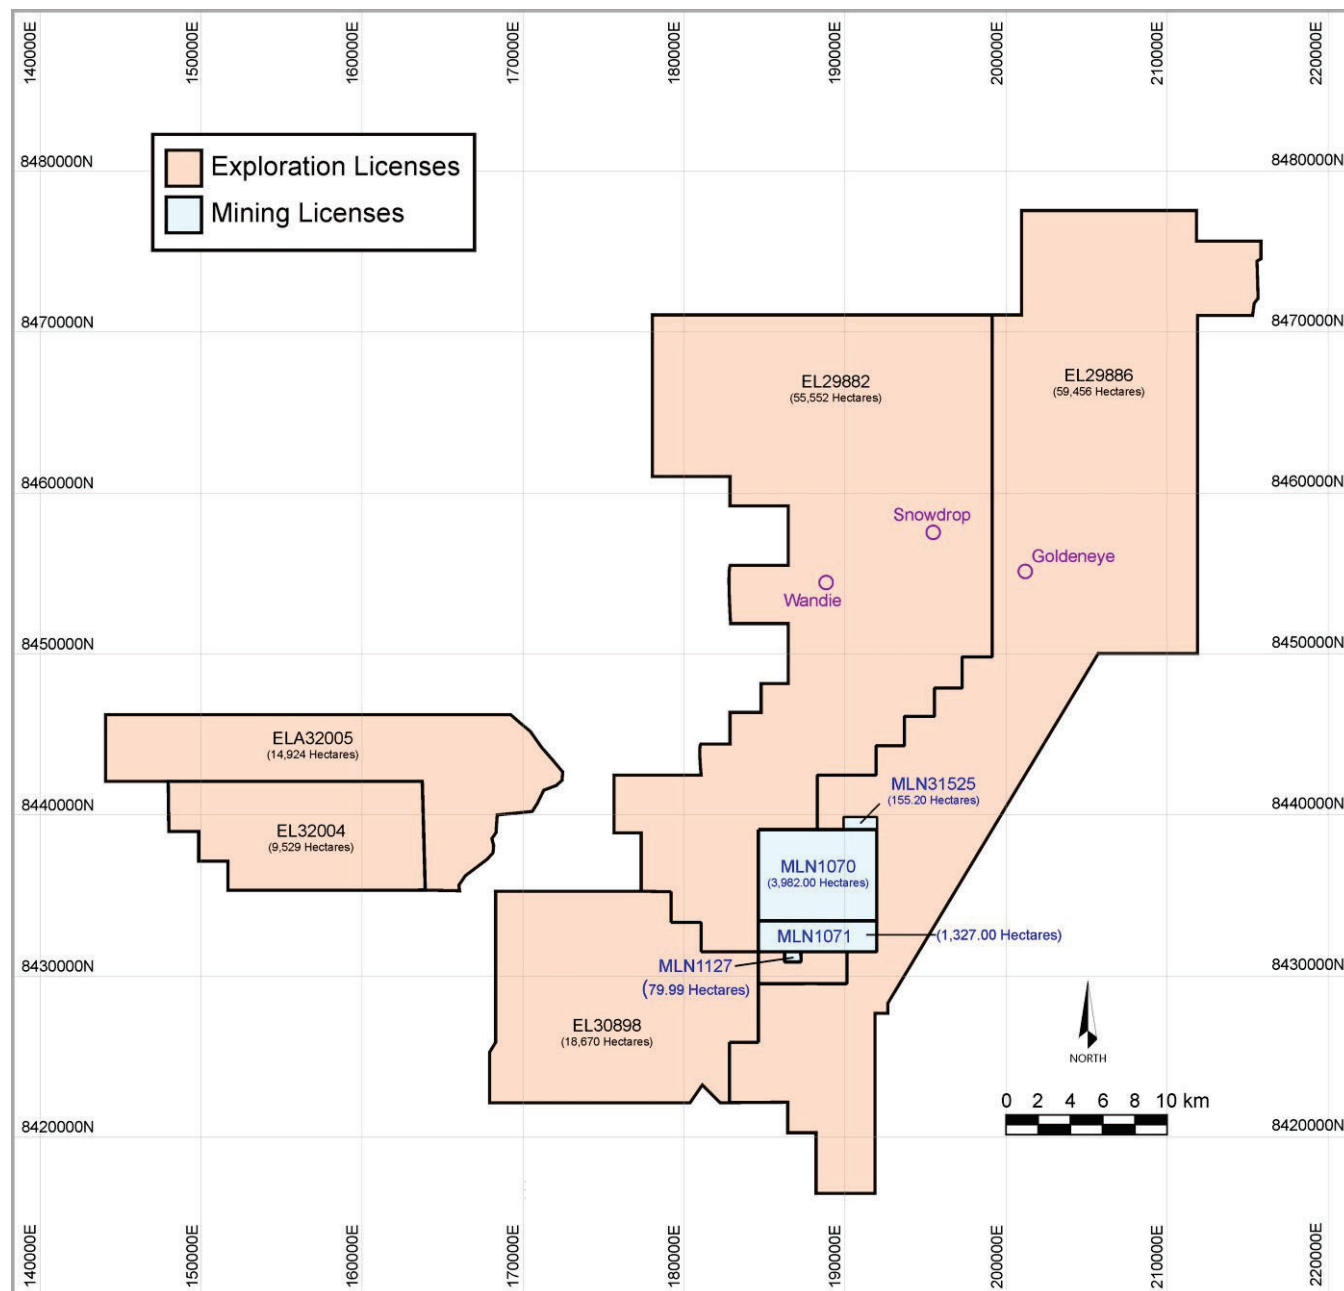 140000E
150000E
160000E
170000E
180000E
190000E
200000E
210000E
220000E
8480000N
8480000N
Exploration Licenses
Mining Licenses
8470000N
8470000N
EL29882
(55,552 Hectares)
EL29886
(59,456 Hectares)
8460000N
8460000N
Snowdrop
Goldeneye
Wandie
8450000N
8450000N
ELA32005
(14,924 Hectares)
MLN31525
(155.20 Hectares)
8440000N
8440000N
EL32004
(9,529 Hectares)
MLN1070
(3,982.00 Hectares)
MLN1071
(1,327.00 Hectares)
8430000N
8430000N
MLN1127
(79.99 Hectares)
EL30898
(18,670 Hectares)
NORTH
0 2 4 6 8 10 km
8420000N
8420000N
140000E
150000E
160000E
170000E
180000E
190000E
200000E
210000E
220000E